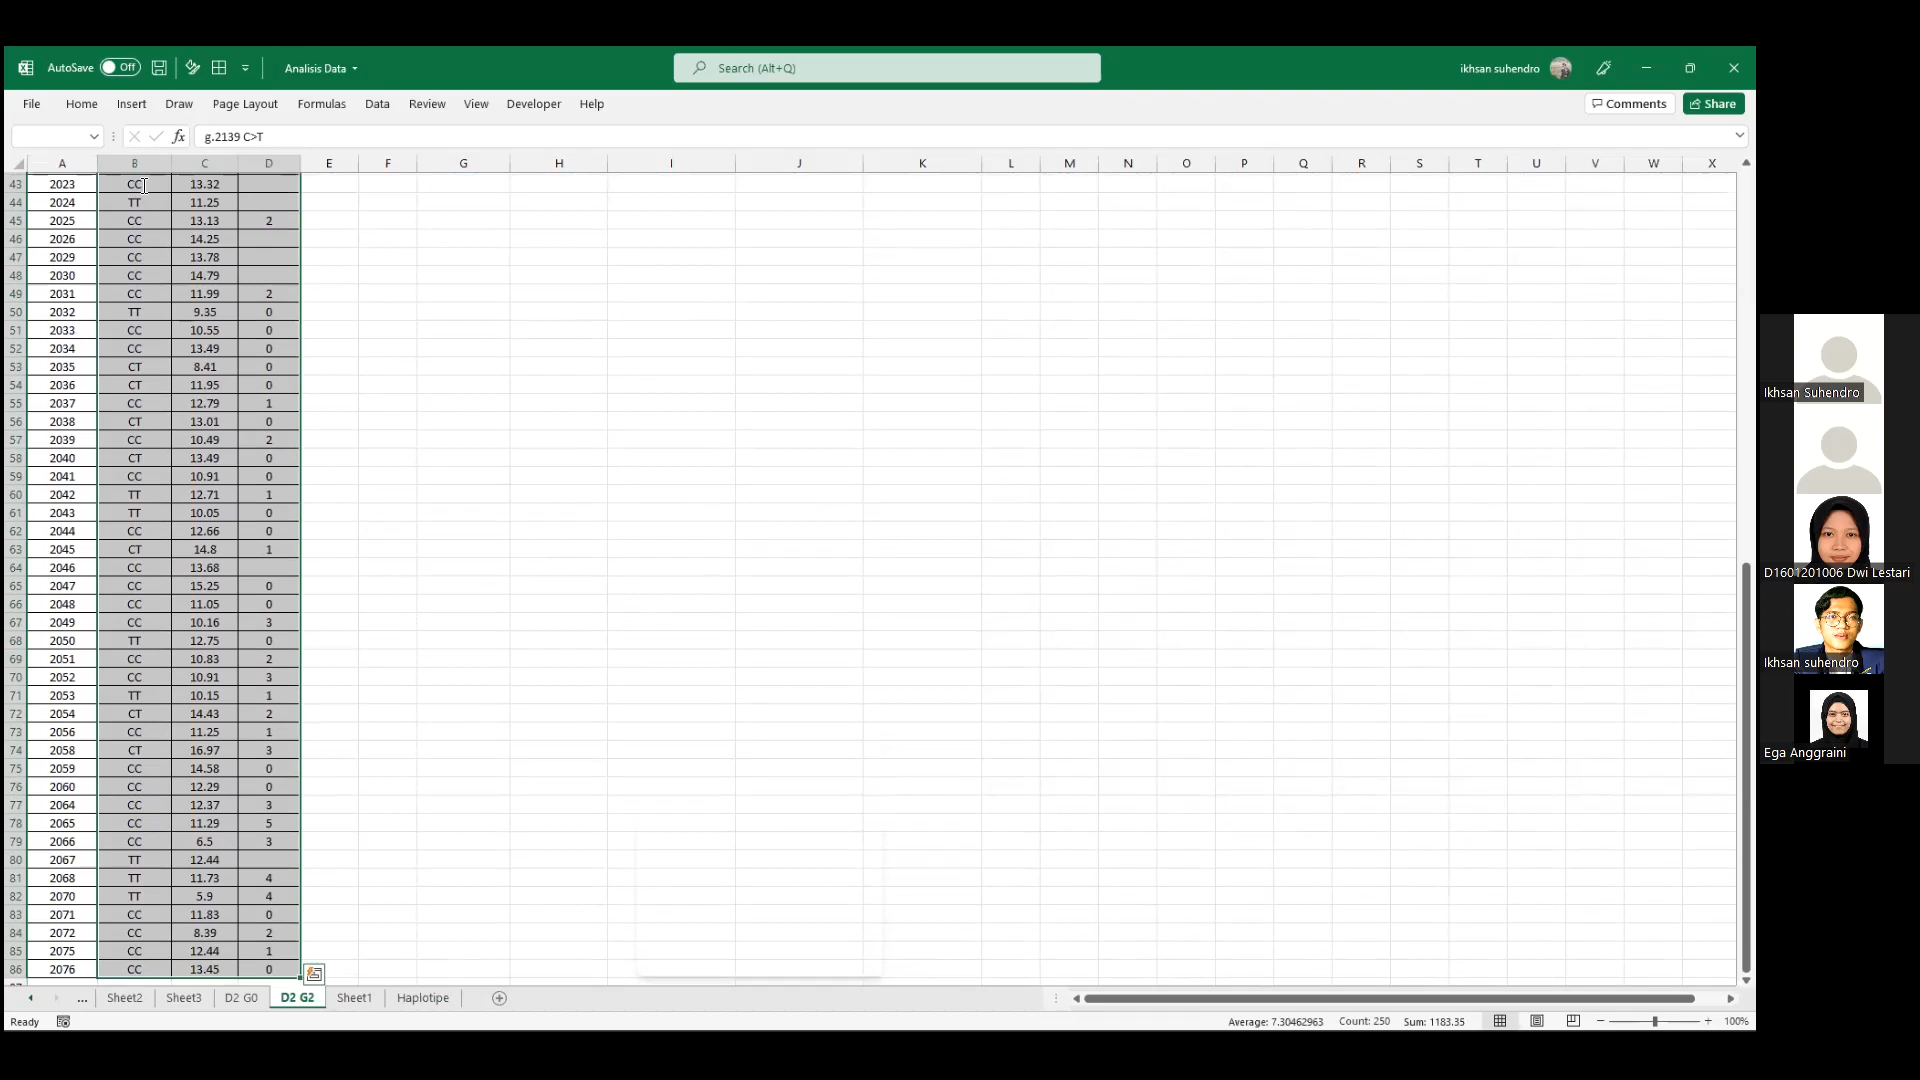 AutoSave Off Analisis Data Search (Alt+Q) ikhsan suhendro
File Home Insert Draw Page Layout Formulas Data Review View Developer Help Comments Share
fx g.2139 C>T
A B C D E F G H I J K L M N O P Q R S T U V W X
43 2023 CC 13.32
44 2024 TT 11.25
45 2025 CC 13.13 2
46 2026 CC 14.25
47 2029 CC 13.78
48 2030 CC 14.79
49 2031 CC 11.99 2
50 2032 TT 9.35 0
51 2033 CC 10.55 0
52 2034 CC 13.49 0
53 2035 CT 8.41 0
54 2036 CT 11.95 0
55 2037 CC 12.79 1
56 2038 CT 13.01 0
57 2039 CC 10.49 2
58 2040 CT 13.49 0
59 2041 CC 10.91 0
60 2042 TT 12.71 1
61 2043 TT 10.05 0
62 2044 CC 12.66 0
63 2045 CT 14.8 1
64 2046 CC 13.68
65 2047 CC 15.25 0
66 2048 CC 11.05 0
67 2049 CC 10.16 3
68 2050 TT 12.75 0
69 2051 CC 10.83 2
70 2052 CC 10.91 3
71 2053 TT 10.15 1
72 2054 CT 14.43 2
73 2056 CC 11.25 1
74 2058 CT 16.97 3
75 2059 CC 14.58 0
76 2060 CC 12.29 0
77 2064 CC 12.37 3
78 2065 CC 11.29 5
79 2066 CC 6.5 3
80 2067 TT 12.44
81 2068 TT 11.73 4
82 2070 TT 5.9 4
83 2071 CC 11.83 0
84 2072 CC 8.39 2
85 2075 CC 12.44 1
86 2076 CC 13.45 0
... Sheet2 Sheet3 D2 G0 D2 G2 Sheet1 Haplotipe
Ready Average: 7.30462963 Count: 250 Sum: 1183.35 100%
Ikhsan Suhendro
D1601201006 Dwi Lestari
Ikhsan suhendro
Ega Anggraini